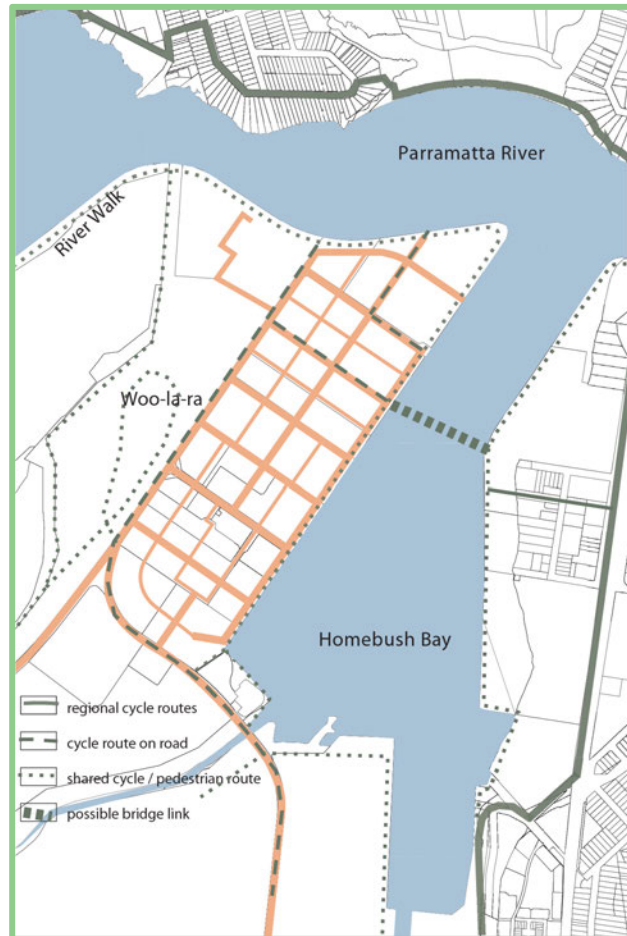 Parramatta River
River Walk
Woo-la-ra
Homebush Bay
regional cycle routes
cycle route on road
shared cycle / pedestrian route
possible bridge link